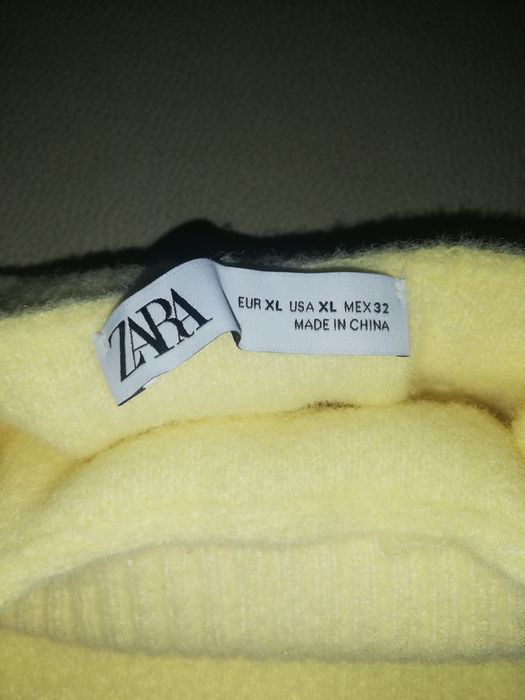 ZARA
EUR XL USA XL MEX 32
MADE IN CHINA